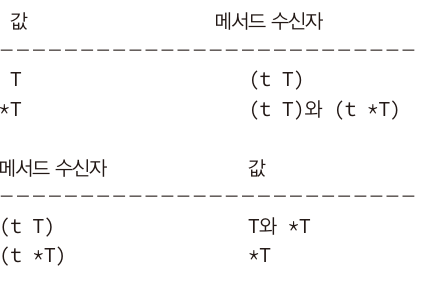 값 메서드 수신자
--------------------------
T (t T)
*T (t T)와 (t *T)
메서드 수신자 값
--------------------------
(t T) T와 *T
(t *T) *T